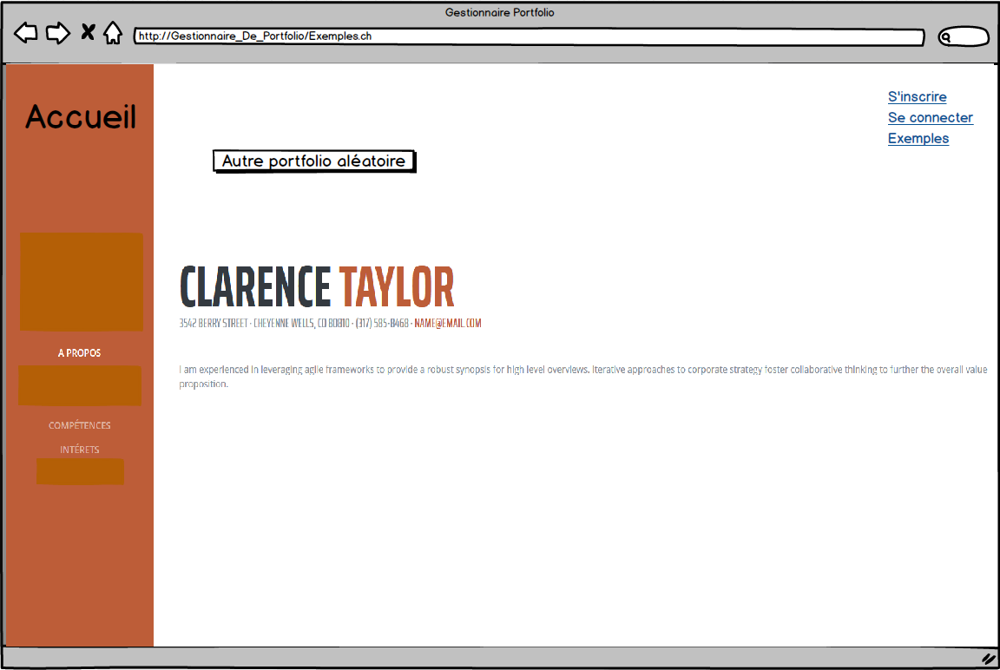 Gestionnaire Portfolio
http://Gestionnaire_De_Portfolio/Exemples.ch
Accueil
S'inscrire
Se connecter
Exemples
Autre portfolio aléatoire
CLARENCE TAYLOR
3542 BERRY STREET · CHEYENNE WELLS, CO 80810 · (317) 585-8468 · NAME@EMAIL.COM
I am experienced in leveraging agile frameworks to provide a robust synopsis for high level overviews. Iterative approaches to corporate strategy foster collaborative thinking to further the overall value
proposition.
A PROPOS
COMPÉTENCES
INTÉRETS